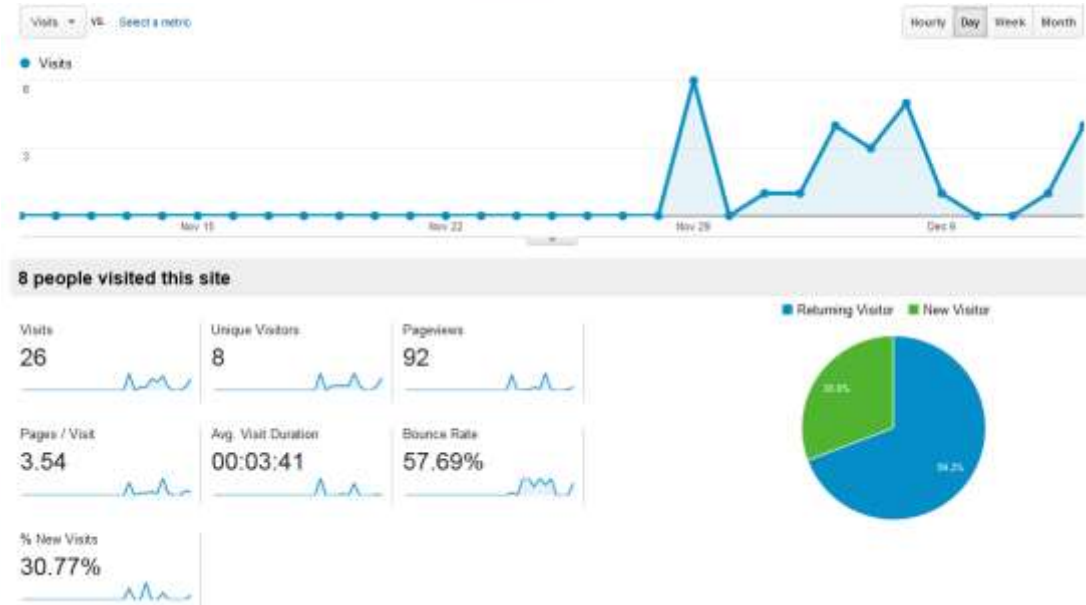 Visits VS. Select a metric
Hourly Day Week Month
Visits
6
3
Nov 15 Nov 22 Nov 29 Dec 6
8 people visited this site
Returning Visitor New Visitor
Visits Unique Visitors Pageviews
26 8 92
Pages / Visit Avg. Visit Duration Bounce Rate
3.54 00:03:41 57.69%
% New Visits
30.77%